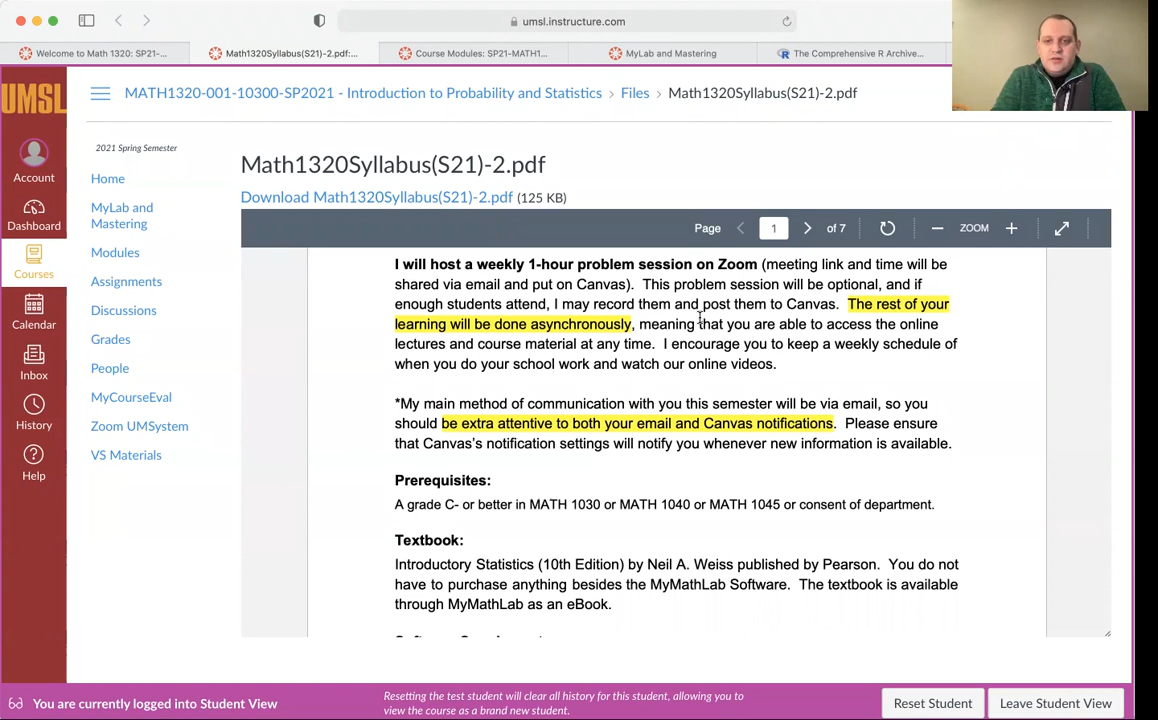 umsl.instructure.com
Welcome to Math 1320: SP21-...
Math1320Syllabus(S21)-2.pdf:...
Course Modules: SP21-MATH1...
MyLab and Mastering
The Comprehensive R Archive...
UMSL
MATH1320-001-10300-SP2021 - Introduction to Probability and Statistics › Files › Math1320Syllabus(S21)-2.pdf
Account
Dashboard
Courses
Calendar
Inbox
History
Help
2021 Spring Semester
Home
MyLab and
Mastering
Modules
Assignments
Discussions
Grades
People
MyCourseEval
Zoom UMSystem
VS Materials
Math1320Syllabus(S21)-2.pdf
Download Math1320Syllabus(S21)-2.pdf (125 KB)
Page 1 of 7 ZOOM
I will host a weekly 1-hour problem session on Zoom (meeting link and time will be
shared via email and put on Canvas). This problem session will be optional, and if
enough students attend, I may record them and post them to Canvas. The rest of your
learning will be done asynchronously, meaning that you are able to access the online
lectures and course material at any time. I encourage you to keep a weekly schedule of
when you do your school work and watch our online videos.
*My main method of communication with you this semester will be via email, so you
should be extra attentive to both your email and Canvas notifications. Please ensure
that Canvas's notification settings will notify you whenever new information is available.
Prerequisites:
A grade C- or better in MATH 1030 or MATH 1040 or MATH 1045 or consent of department.
Textbook:
Introductory Statistics (10th Edition) by Neil A. Weiss published by Pearson. You do not
have to purchase anything besides the MyMathLab Software. The textbook is available
through MyMathLab as an eBook.
You are currently logged into Student View
Resetting the test student will clear all history for this student, allowing you to
view the course as a brand new student.
Reset Student
Leave Student View